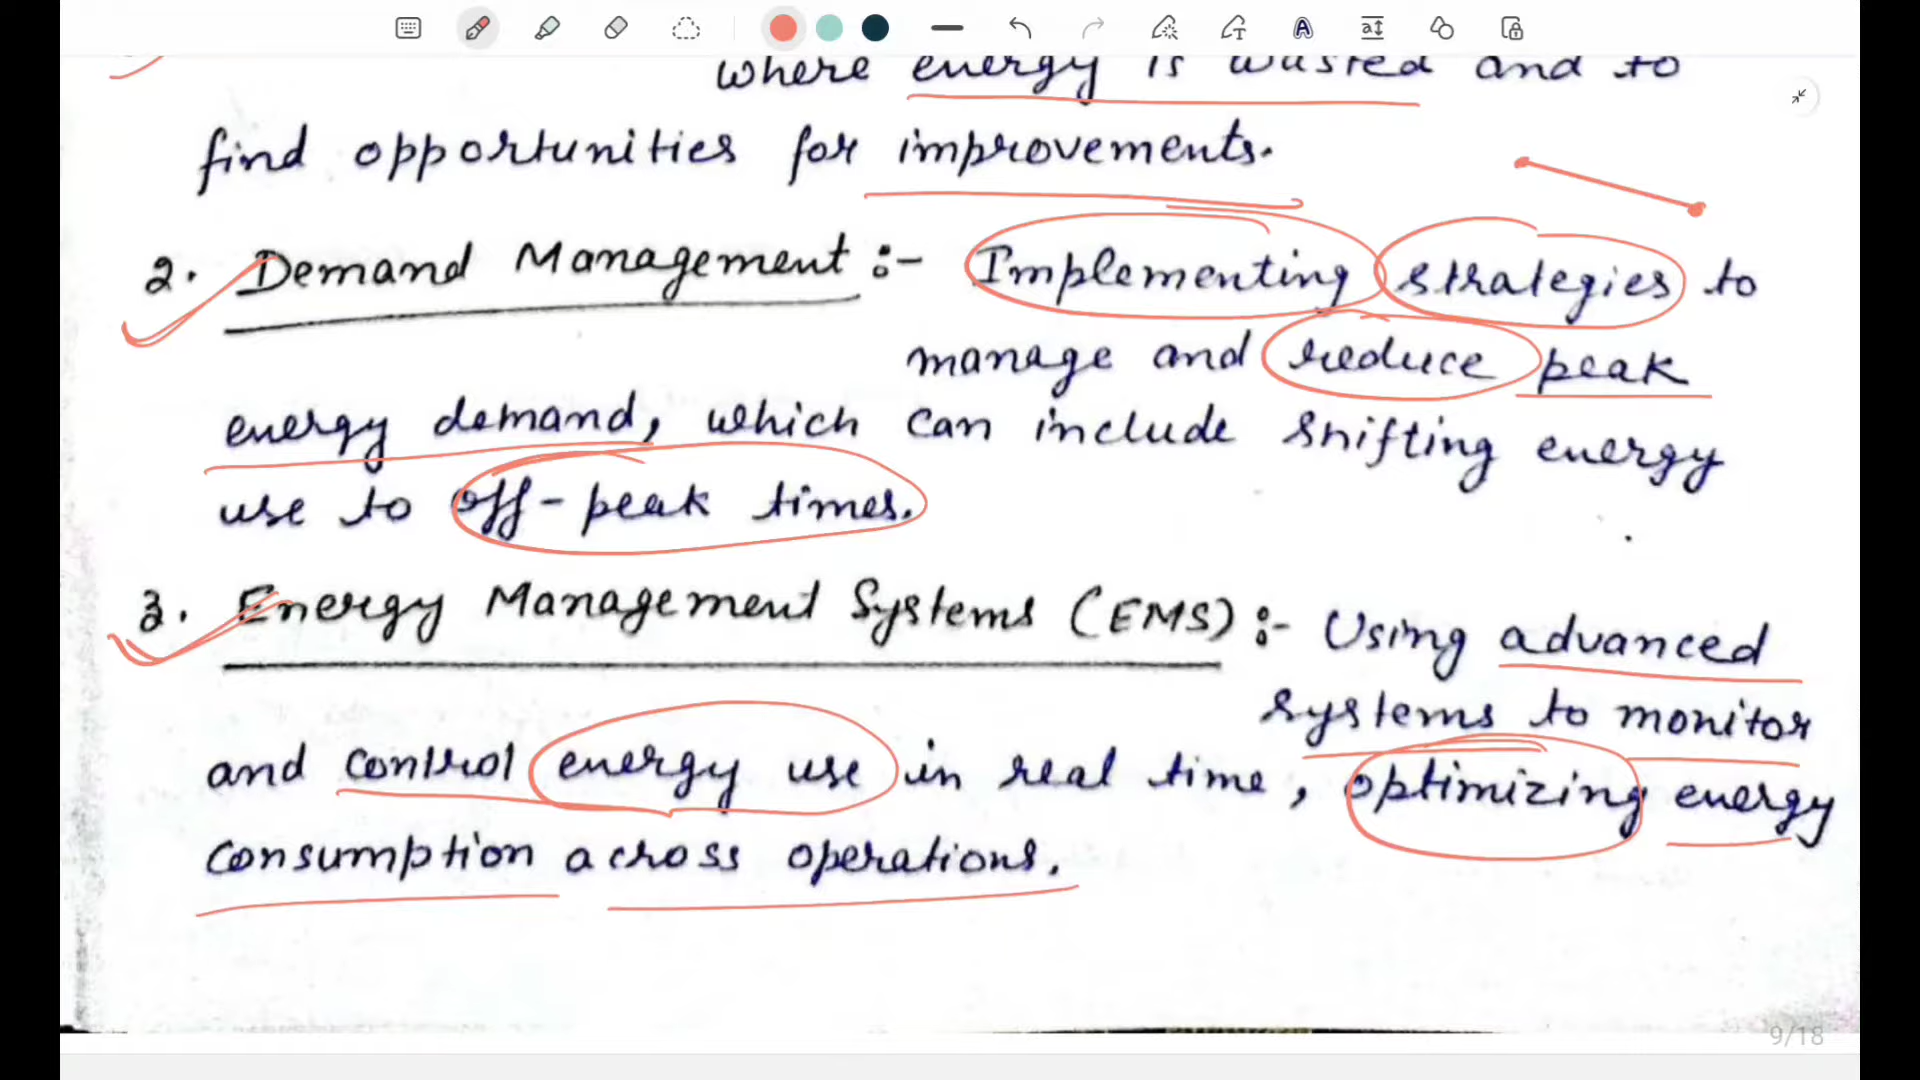 where energy is wasted and to
find opportunities for improvements.
2. Demand Management :- Implementing strategies to
manage and reduce peak
energy demand, which can include shifting energy
use to off-peak times.
3. Energy Management Systems (EMS) :- Using advanced
systems to monitor
and control energy use in real time, optimizing energy
consumption across operations.
9/18